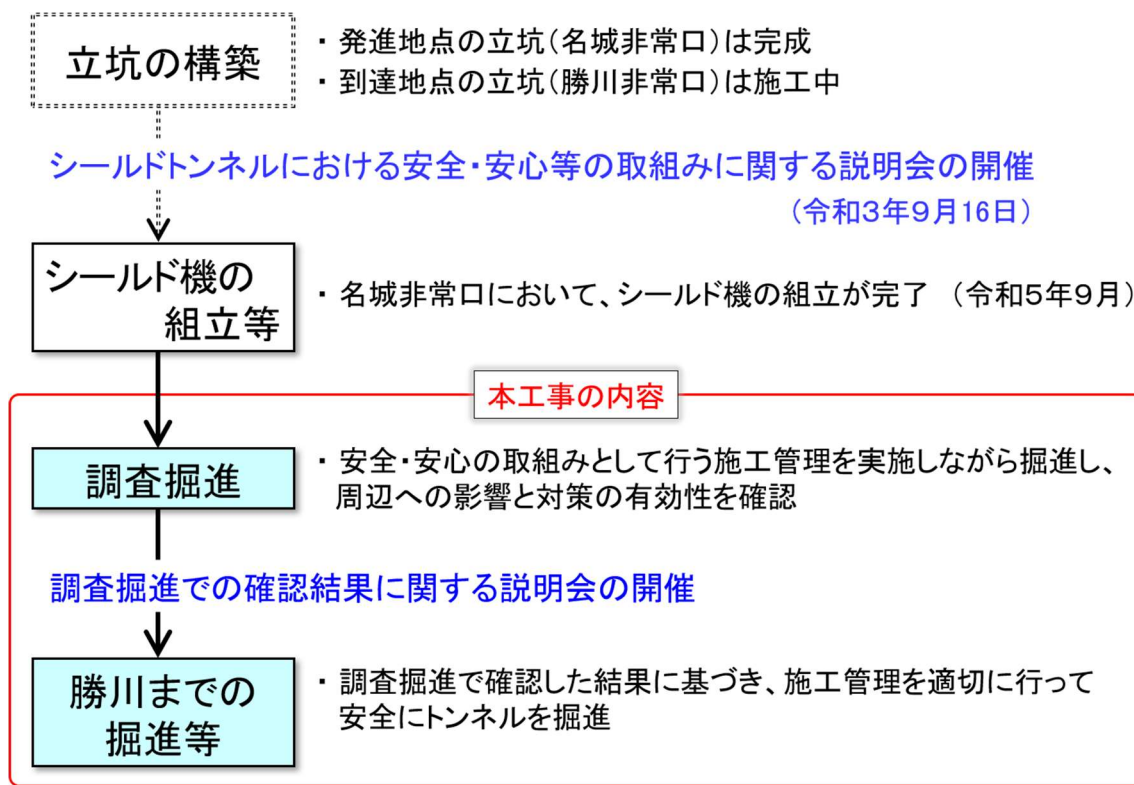 立坑の構築
・発進地点の立坑(名城非常口)は完成
・到達地点の立坑(勝川非常口)は施工中
シールドトンネルにおける安全・安心等の取組みに関する説明会の開催
(令和3年9月16日)
シールド機の
組立等
・名城非常口において、シールド機の組立が完了 (令和5年9月)
本工事の内容
調査掘進
・安全・安心の取組みとして行う施工管理を実施しながら掘進し、
周辺への影響と対策の有効性を確認
調査掘進での確認結果に関する説明会の開催
勝川までの
掘進等
・調査掘進で確認した結果に基づき、施工管理を適切に行って
安全にトンネルを掘進